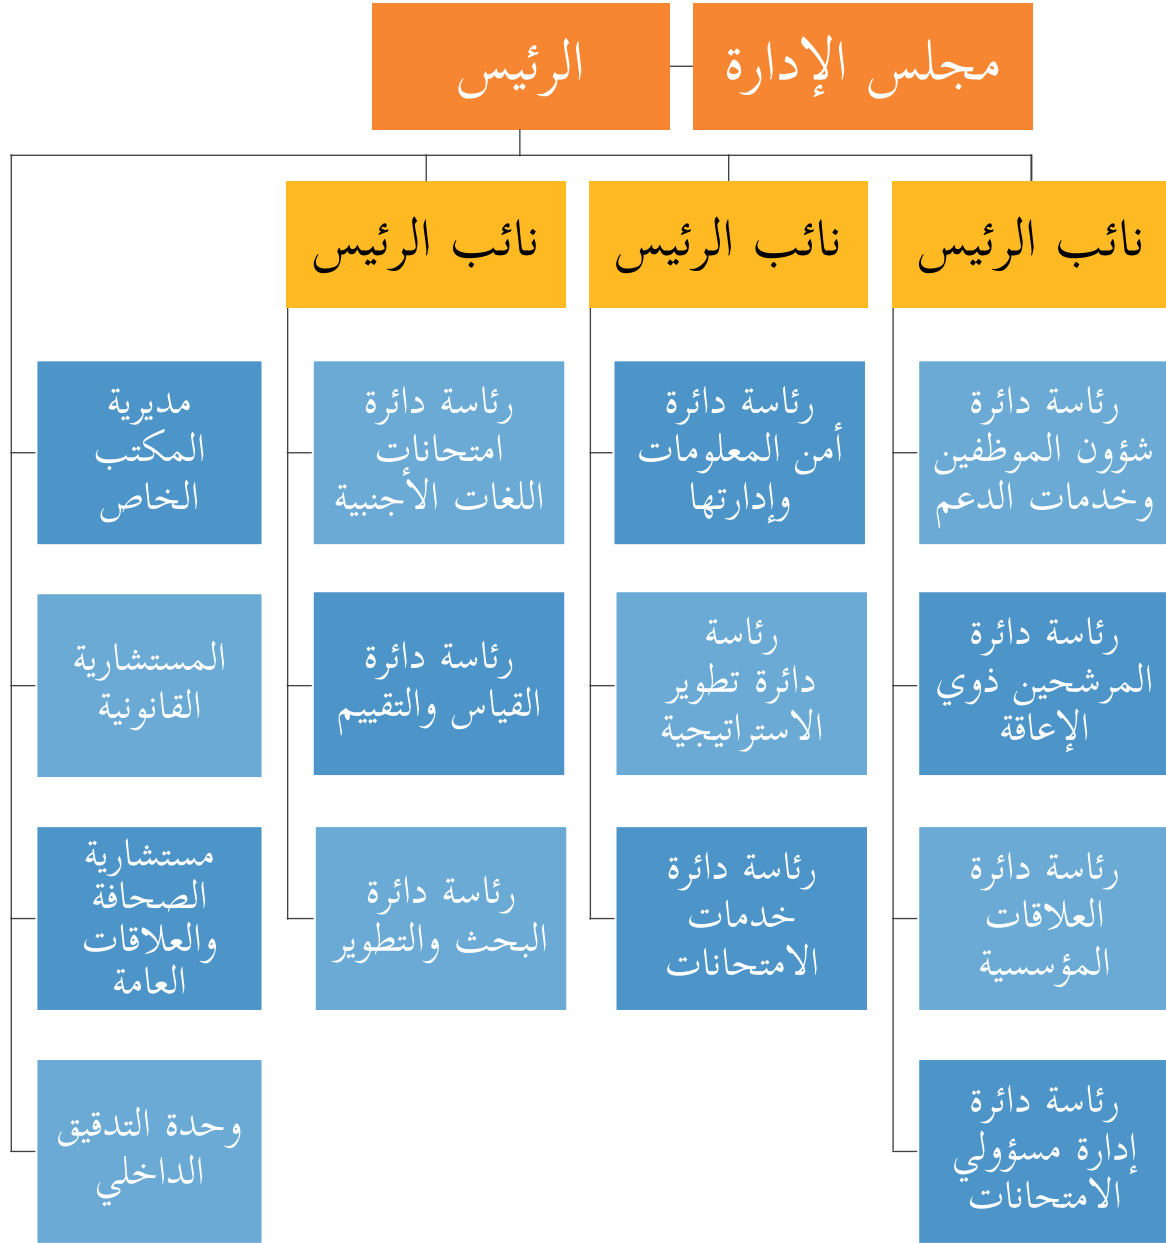 مجلس الإدارة
الرئيس
نائب الرئيس
نائب الرئيس
نائب الرئيس
رئاسة دائرة
شؤون الموظفين
وخدمات الدعم
رئاسة دائرة
أمن المعلومات
وإدارتها
رئاسة دائرة
امتحانات
اللغات الأجنبية
مديرية
المكتب
الخاص
رئاسة دائرة
المرشحين ذوي
الإعاقة
رئاسة
دائرة تطوير
الاستراتيجية
رئاسة دائرة
القياس والتقييم
المستشارية
القانونية
رئاسة دائرة
العلاقات
المؤسسية
رئاسة دائرة
خدمات
الامتحانات
رئاسة دائرة
البحث والتطوير
مستشارية
الصحافة
والعلاقات
العامة
رئاسة دائرة
إدارة مسؤولي
الامتحانات
وحدة التدقيق
الداخلي